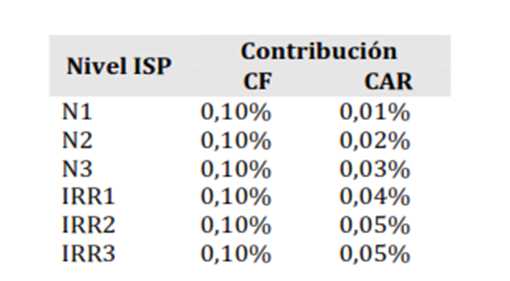 Nivel ISP Contribución
CF CAR
N1 0,10% 0,01%
N2 0,10% 0,02%
N3 0,10% 0,03%
IRR1 0,10% 0,04%
IRR2 0,10% 0,05%
IRR3 0,10% 0,05%